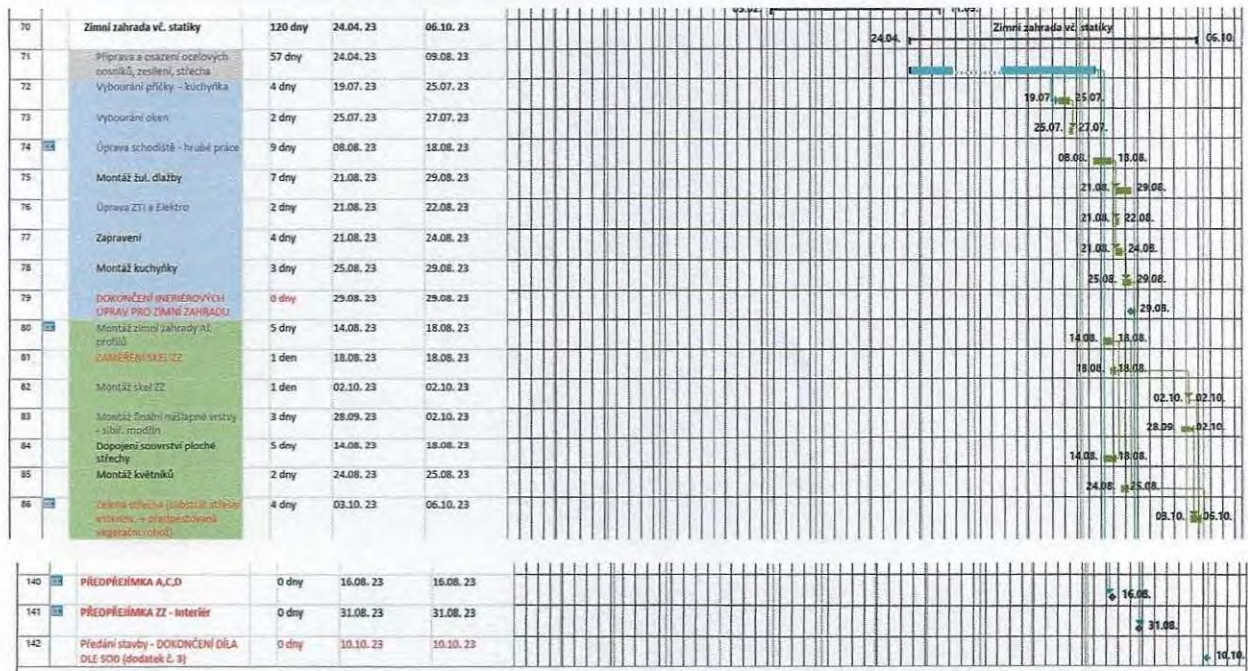 70 Zimní zahrada vč. statiky 120 dny 24.04. 23 06.10. 23 24.04. Zimní zahrada vč. statiky 06.10.
71 Příprava a osazení ocelových 57 dny 24.04. 23 09.08. 23
nosníků, zesílení, střecha
72 Vybourání příčky - kuchyňka 4 dny 19.07. 23 25.07. 23 19.07. 25.07.
73 Vybourání oken 2 dny 25.07. 23 27.07. 23 25.07. 27.07.
74 Úprava schodiště - hrubé práce 9 dny 08.08. 23 18.08. 23 08.08. 18.08.
75 Montáž žul. dlažby 7 dny 21.08. 23 29.08. 23 21.08. 29.08.
76 Úprava ZTI a Elektro 2 dny 21.08. 23 22.08. 23 21.08. 22.08.
77 Zapravení 4 dny 21.08. 23 24.08. 23 21.08. 24.08.
78 Montáž kuchyňky 3 dny 25.08. 23 29.08. 23 25.08. 29.08.
79 DOKONČENÍ INERIÉROVÝCH 0 dny 29.08. 23 29.08. 23 29.08.
ÚPRAV PRO ZIMNÍ ZAHRADU
80 Montáž zimní zahrady Al 5 dny 14.08. 23 18.08. 23 14.08. 18.08.
profilů
81 ZAMĚŘENÍ SKEL ZZ 1 den 18.08. 23 18.08. 23 18.08. 18.08.
82 Montáž skel ZZ 1 den 02.10. 23 02.10. 23 02.10. 02.10.
83 Montáž finální nášlapné vrstvy 3 dny 28.09. 23 02.10. 23 28.09. 02.10.
- sibiř. modřín
84 Dopojení souvrství ploché 5 dny 14.08. 23 18.08. 23 14.08. 18.08.
střechy
85 Montáž květníků 2 dny 24.08. 23 25.08. 23 24.08. 25.08.
86 Zelená střecha (substrát střešní 4 dny 03.10. 23 06.10. 23 03.10. 06.10.
extenziv. + předpěstovaná
vegetační rohož)
140 PŘEDPŘEJÍMKA A,C,D 0 dny 16.08. 23 16.08. 23 16.08.
141 PŘEDPŘEJÍMKA ZZ - Interiér 0 dny 31.08. 23 31.08. 23 31.08.
142 Předání stavby - DOKONČENÍ DÍLA 0 dny 10.10. 23 10.10. 23 10.10.
DLE SOD (dodatek č. 3)